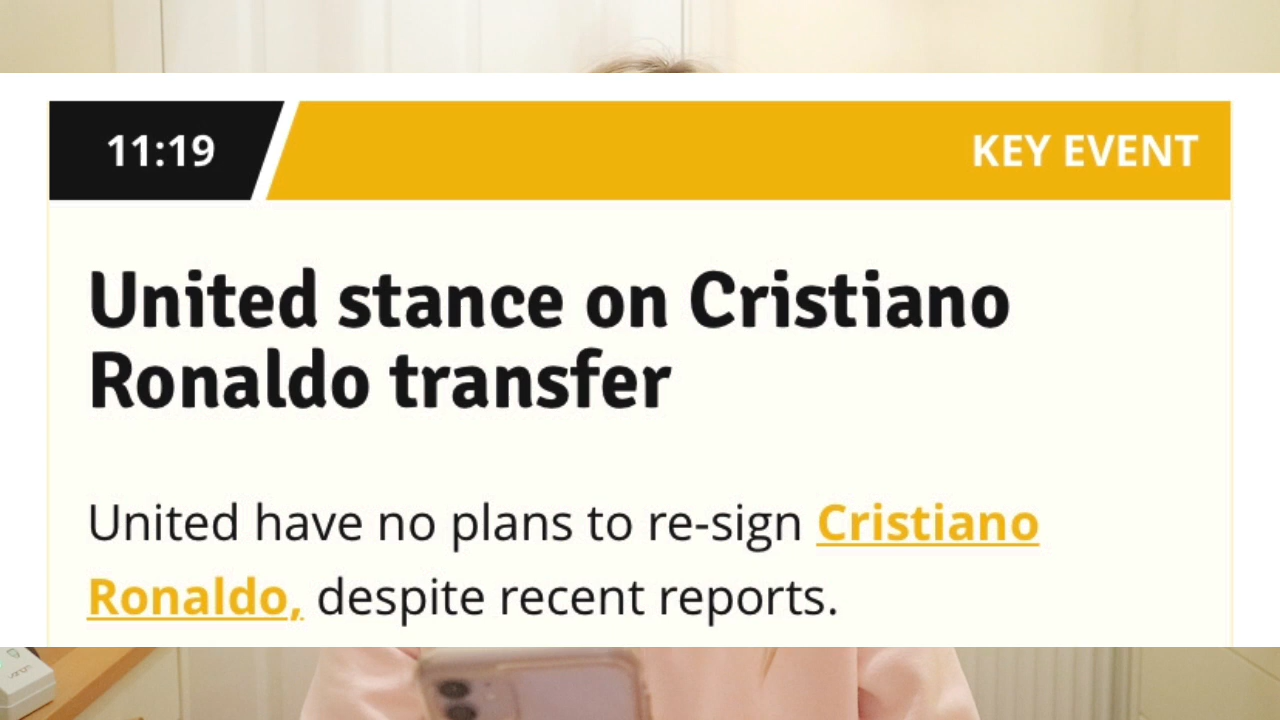 11:19
KEY EVENT
United stance on Cristiano
Ronaldo transfer
United have no plans to re-sign Cristiano
Ronaldo, despite recent reports.